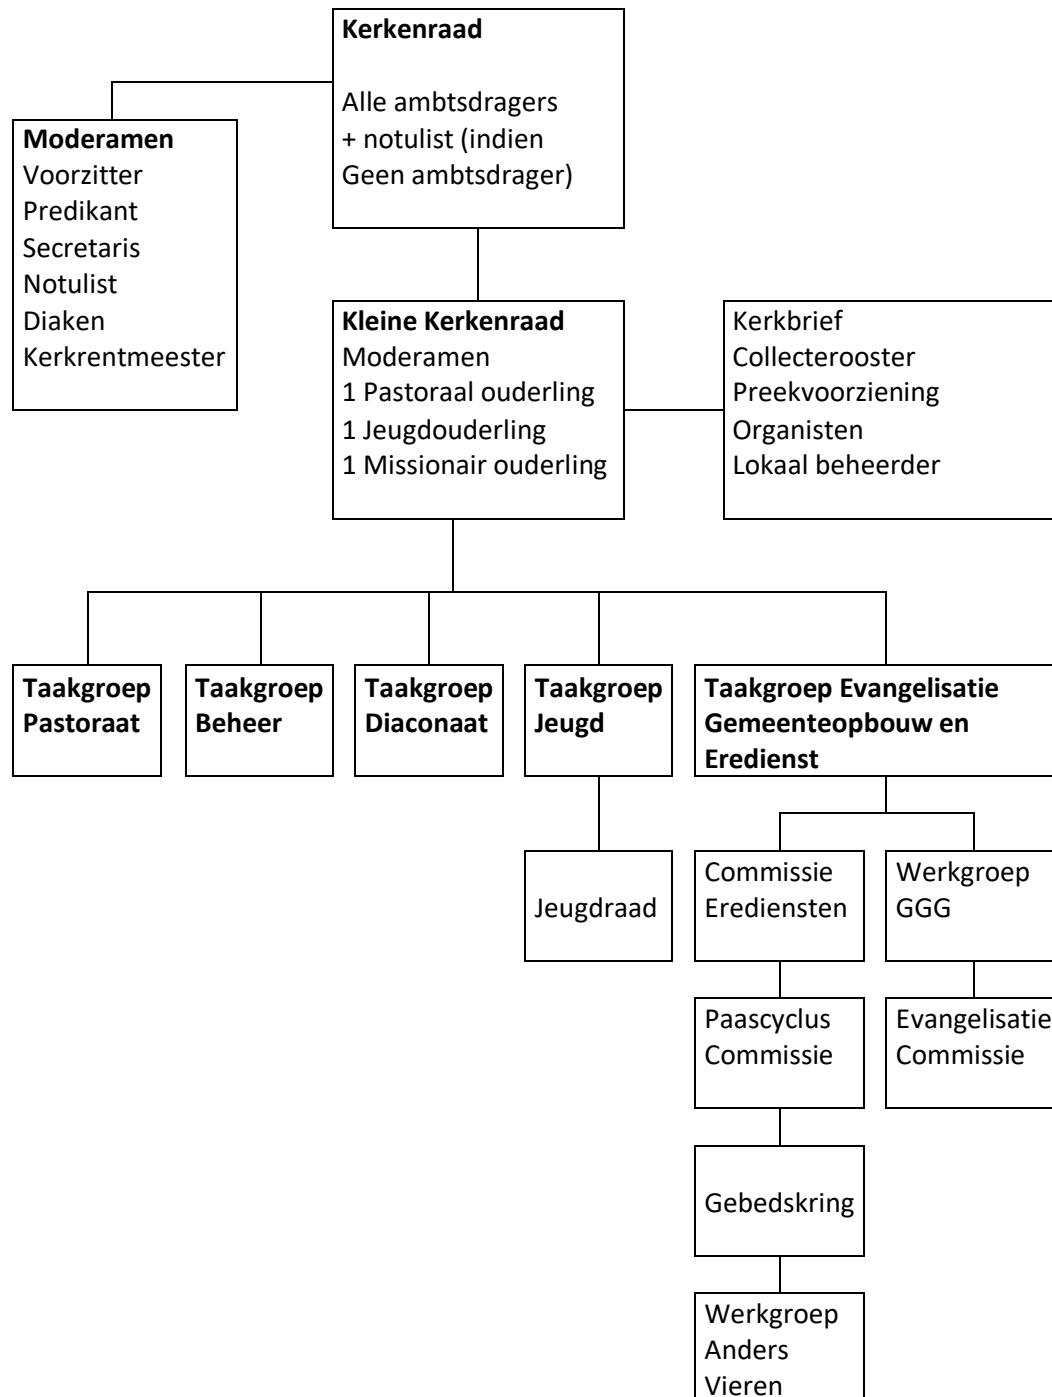 Kerkenraad
Alle ambtsdragers
+ notulist (indien
Geen ambtsdrager)
Moderamen
Voorzitter
Predikant
Secretaris
Notulist
Diaken
Kerkrentmeester
Kleine Kerkenraad
Moderamen
1 Pastoraal ouderling
1 Jeugdouderling
1 Missionair ouderling
Kerkbrief
Collecterooster
Preekvoorziening
Organisten
Lokaal beheerder
Taakgroep
Pastoraat
Taakgroep
Beheer
Taakgroep
Diaconaat
Taakgroep
Jeugd
Taakgroep Evangelisatie
Gemeenteopbouw en
Eredienst
Jeugdraad
Commissie
Erediensten
Werkgroep
GGG
Paascyclus
Commissie
Evangelisatie
Commissie
Gebedskring
Werkgroep
Anders
Vieren